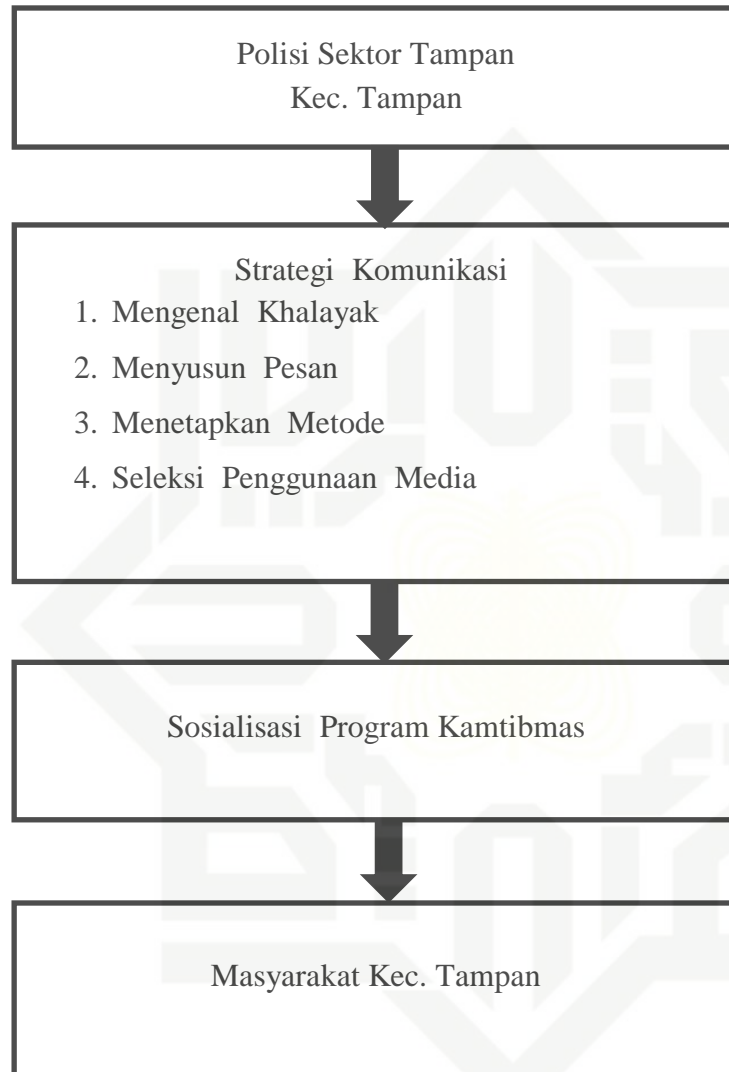 Polisi Sektor Tampan
Kec. Tampan
Strategi Komunikasi
1. Mengenal Khalayak
2. Menyusun Pesan
3. Menetapkan Metode
4. Seleksi Penggunaan Media
Sosialisasi Program Kamtibmas
Masyarakat Kec. Tampan